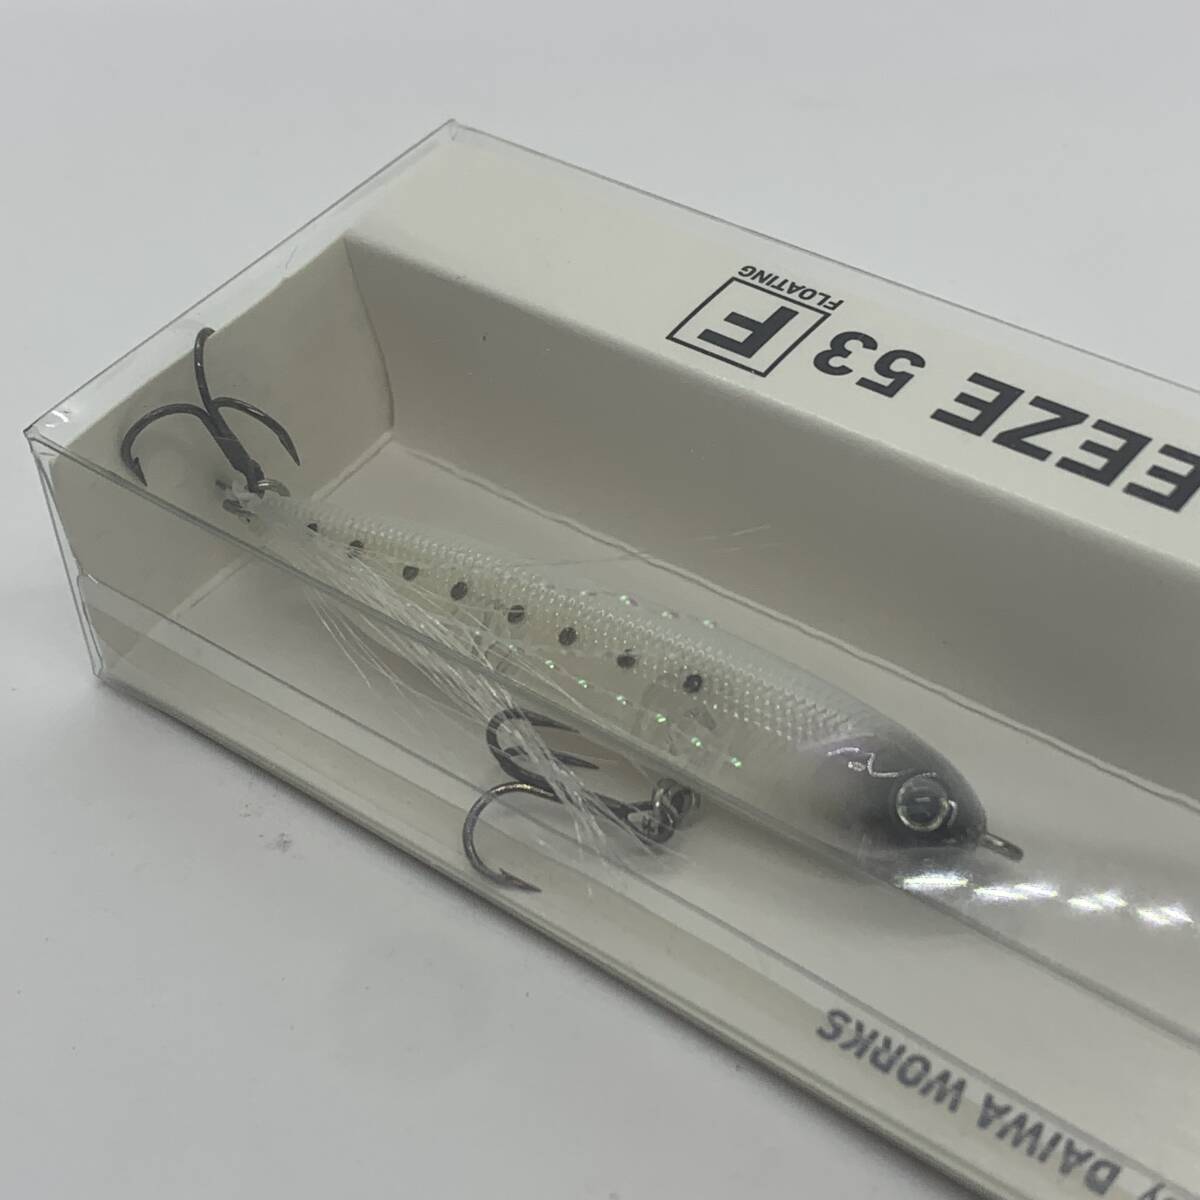 EEZE 53 F
FLOATING
DAIWA WORKS